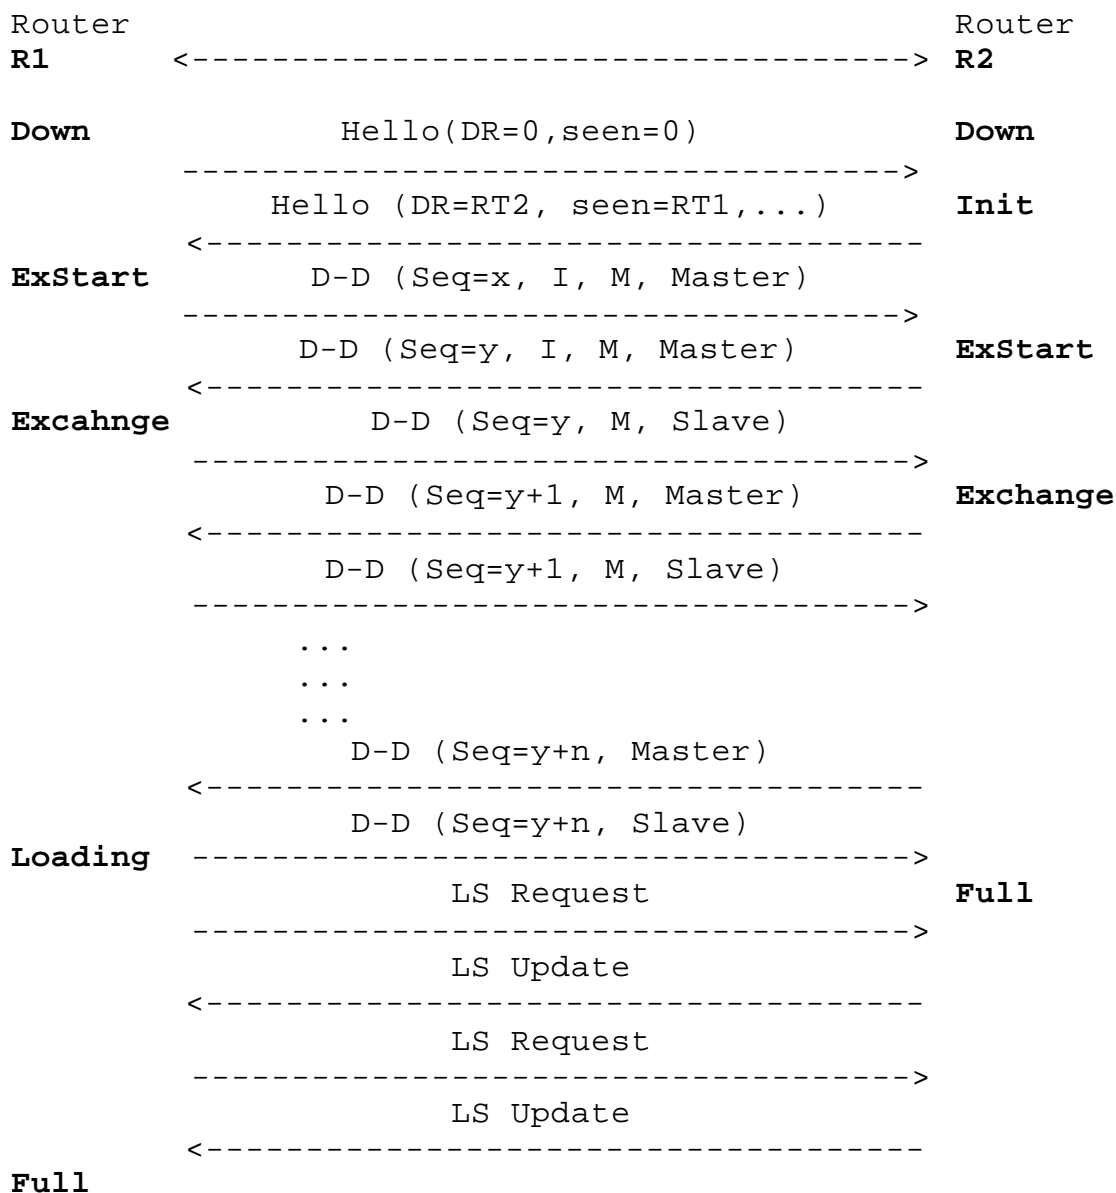 Router Router
R1 <------------------------------------> R2
Down Hello(DR=0,seen=0) Down
------------------------------------>
Hello (DR=RT2, seen=RT1,...) Init
<------------------------------------
ExStart D-D (Seq=x, I, M, Master)
------------------------------------>
D-D (Seq=y, I, M, Master) ExStart
<------------------------------------
Excahnge D-D (Seq=y, M, Slave)
------------------------------------>
D-D (Seq=y+1, M, Master) Exchange
<------------------------------------
D-D (Seq=y+1, M, Slave)
------------------------------------>
...
...
...
D-D (Seq=y+n, Master)
<------------------------------------
D-D (Seq=y+n, Slave)
Loading ------------------------------------>
LS Request Full
------------------------------------>
LS Update
<------------------------------------
LS Request
------------------------------------>
LS Update
<------------------------------------
Full